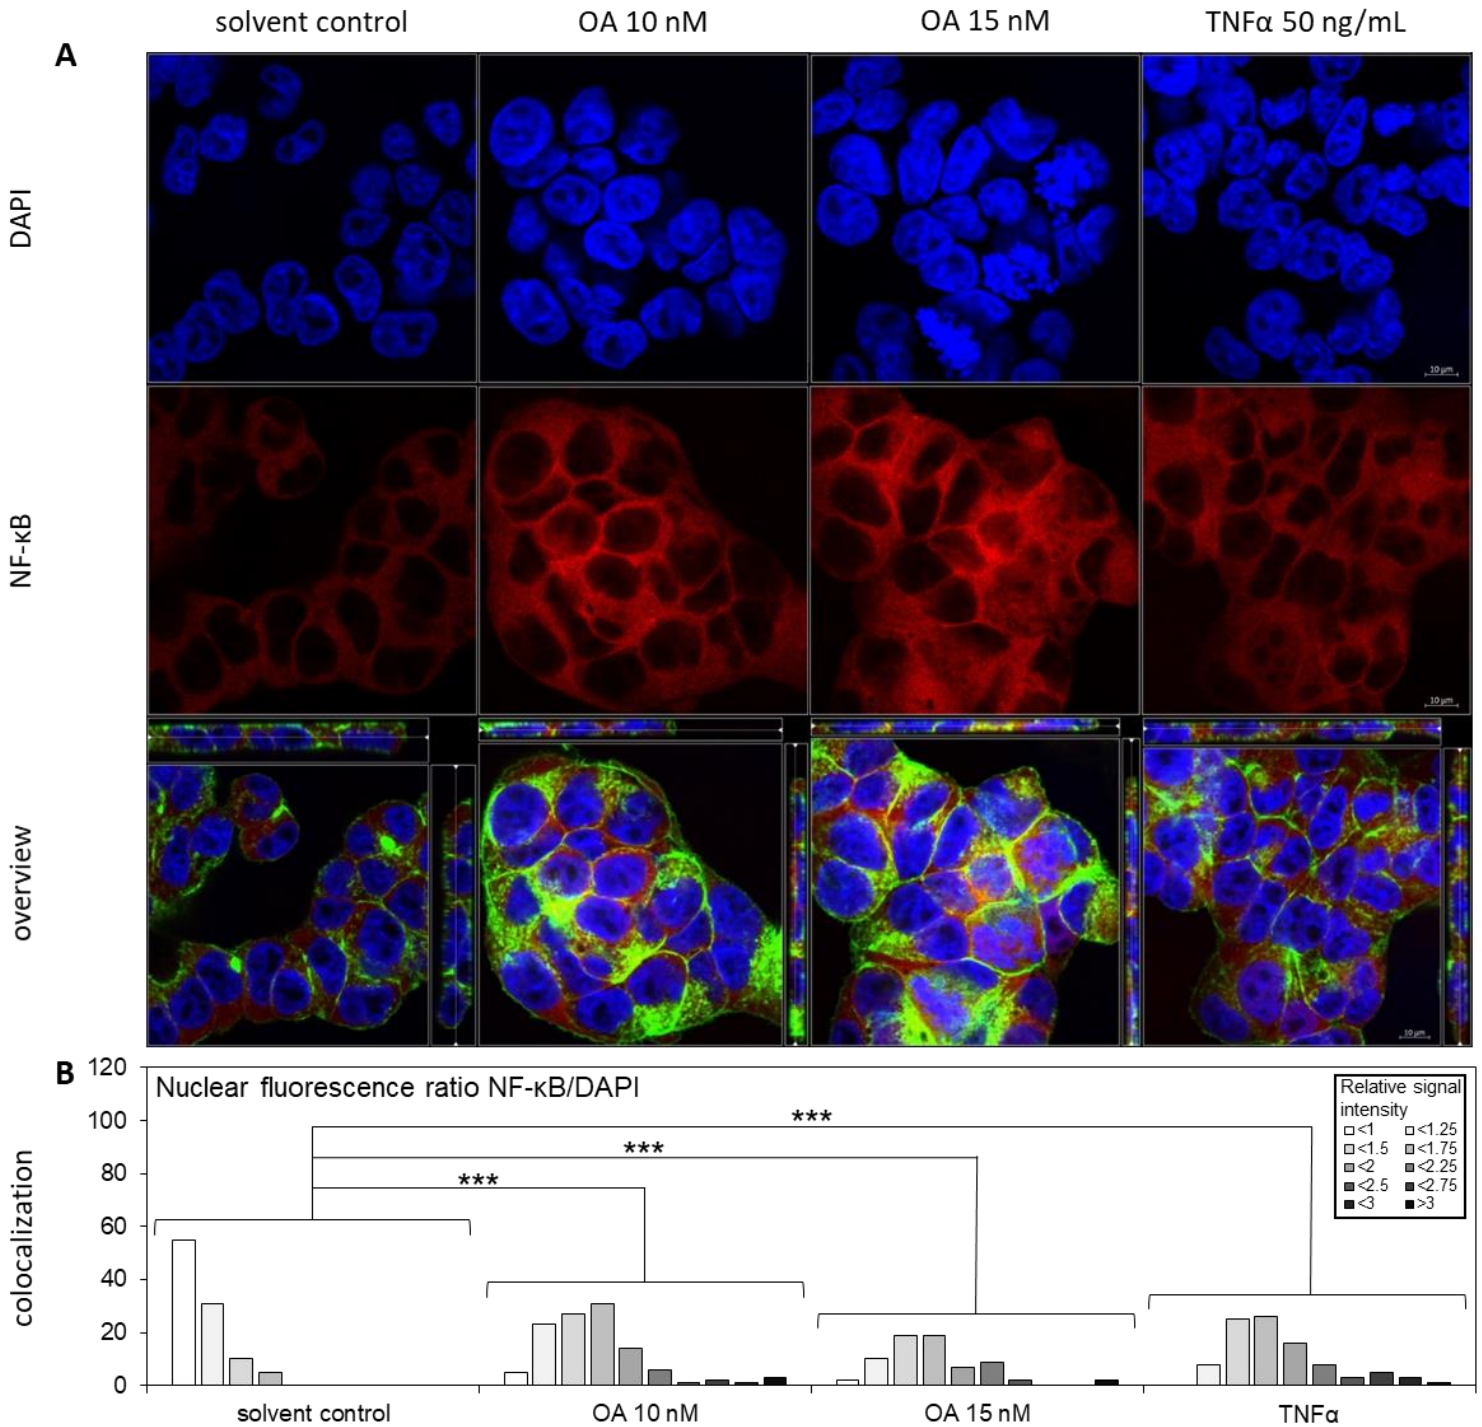 solvent control OA 10 nM OA 15 nM TNFα 50 ng/mL
A
DAPI
10 µm
NF-κB
10 µm
overview
10 µm
B
Nuclear fluorescence ratio NF-κB/DAPI
colocalization
120
100
80
60
40
20
0
***
***
***
Relative signal
intensity
<1 <1.25
<1.5 <1.75
<2 <2.25
<2.5 <2.75
<3 >3
solvent control OA 10 nM OA 15 nM TNFα